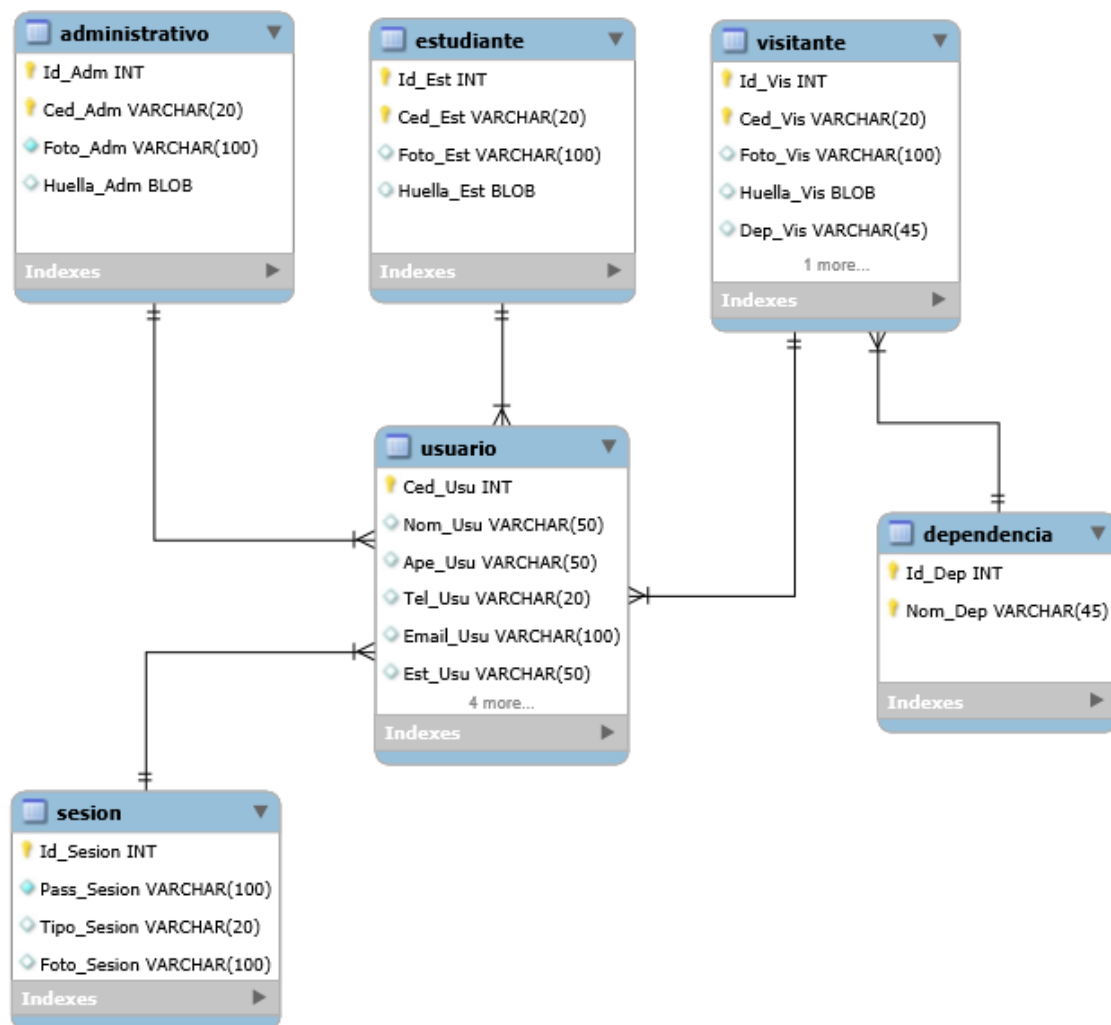 administrativo
Id_Adm INT
Ced_Adm VARCHAR(20)
Foto_Adm VARCHAR(100)
Huella_Adm BLOB
Indexes
estudiante
Id_Est INT
Ced_Est VARCHAR(20)
Foto_Est VARCHAR(100)
Huella_Est BLOB
Indexes
visitante
Id_Vis INT
Ced_Vis VARCHAR(20)
Foto_Vis VARCHAR(100)
Huella_Vis BLOB
Dep_Vis VARCHAR(45)
1 more...
Indexes
usuario
Ced_Usu INT
Nom_Usu VARCHAR(50)
Ape_Usu VARCHAR(50)
Tel_Usu VARCHAR(20)
Email_Usu VARCHAR(100)
Est_Usu VARCHAR(50)
4 more...
Indexes
dependencia
Id_Dep INT
Nom_Dep VARCHAR(45)
Indexes
sesion
Id_Sesion INT
Pass_Sesion VARCHAR(100)
Tipo_Sesion VARCHAR(20)
Foto_Sesion VARCHAR(100)
Indexes